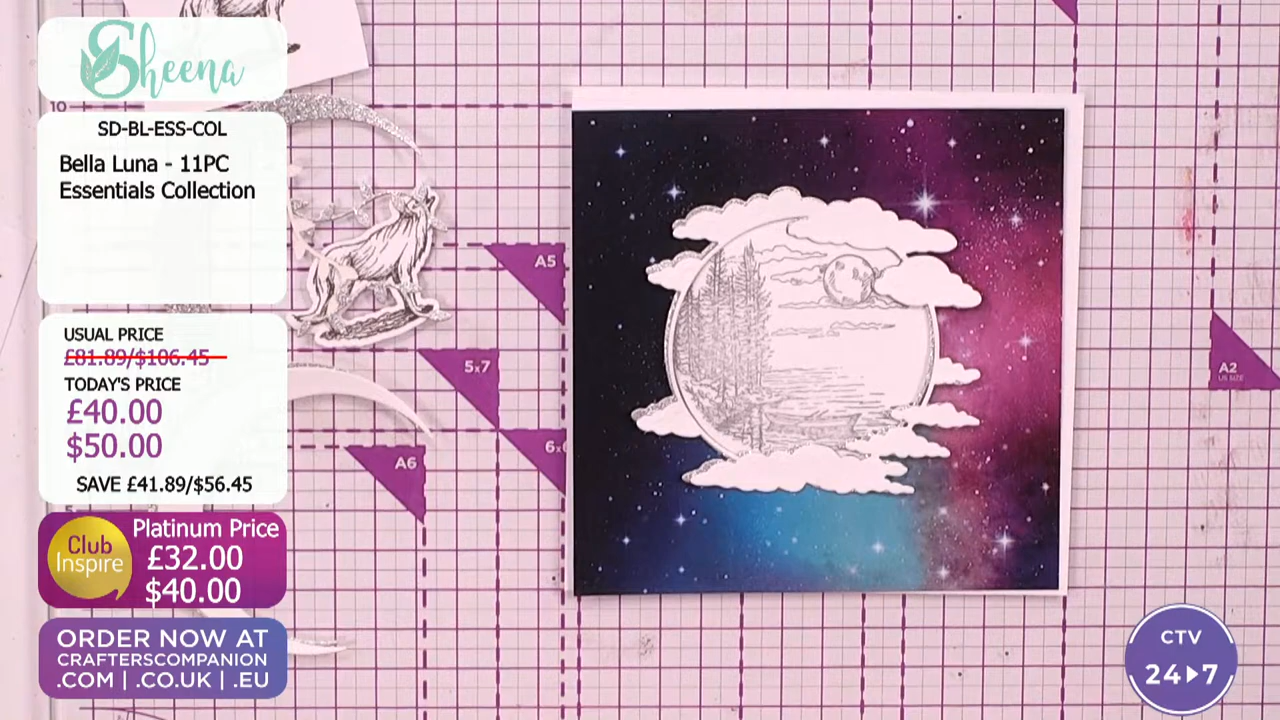 Sheena
SD-BL-ESS-COL
Bella Luna - 11PC
Essentials Collection
USUAL PRICE
£81.89/$106.45
TODAY'S PRICE
£40.00
$50.00
SAVE £41.89/$56.45
Club
Inspire
Platinum Price
£32.00
$40.00
ORDER NOW AT
CRAFTERSCOMPANION
.COM | .CO.UK | .EU
10
A5
5x7
A6
A2
US SIZE
CTV
24▶7